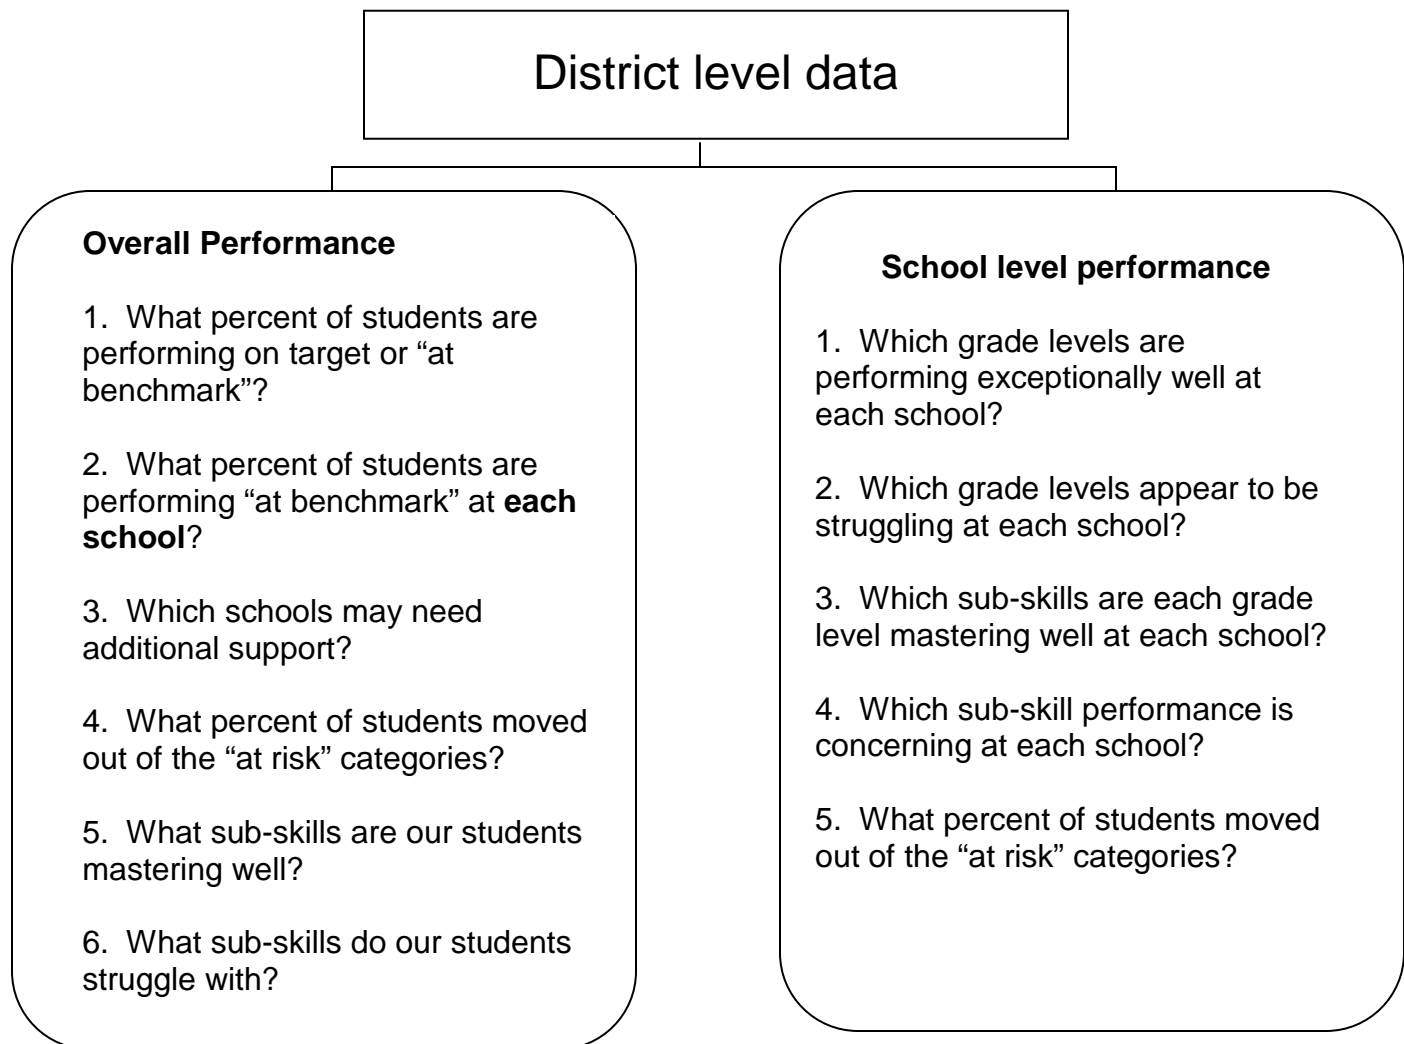 District level data
Overall Performance
1.  What percent of students are
performing on target or “at
benchmark”?
2.  What percent of students are
performing “at benchmark” at each
school?
3.  Which schools may need
additional support?
4.  What percent of students moved
out of the “at risk” categories?
5.  What sub-skills are our students
mastering well?
6.  What sub-skills do our students
struggle with?
School level performance
1.  Which grade levels are
performing exceptionally well at
each school?
2.  Which grade levels appear to be
struggling at each school?
3.  Which sub-skills are each grade
level mastering well at each school?
4.  Which sub-skill performance is
concerning at each school?
5.  What percent of students moved
out of the “at risk” categories?